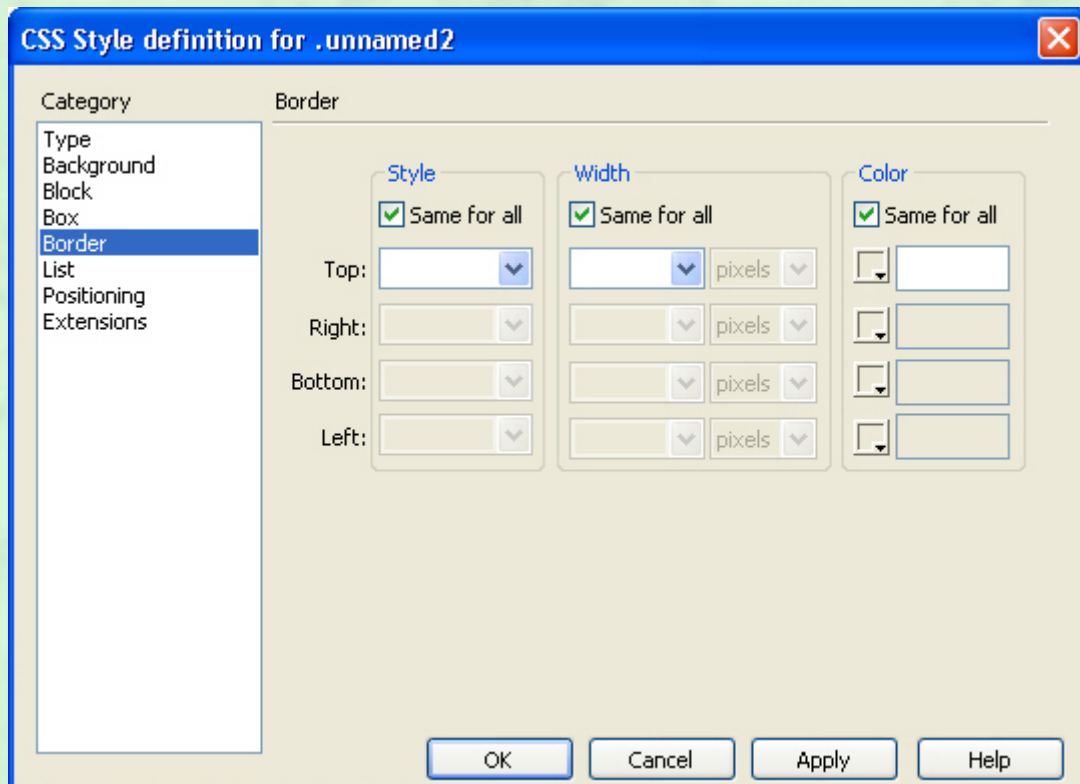 CSS Style definition for .unnamed2
Category
Type
Background
Block
Box
Border
List
Positioning
Extensions
Border
Style Width Color
Same for all Same for all Same for all
Top: pixels
Right: pixels
Bottom: pixels
Left: pixels
OK Cancel Apply Help